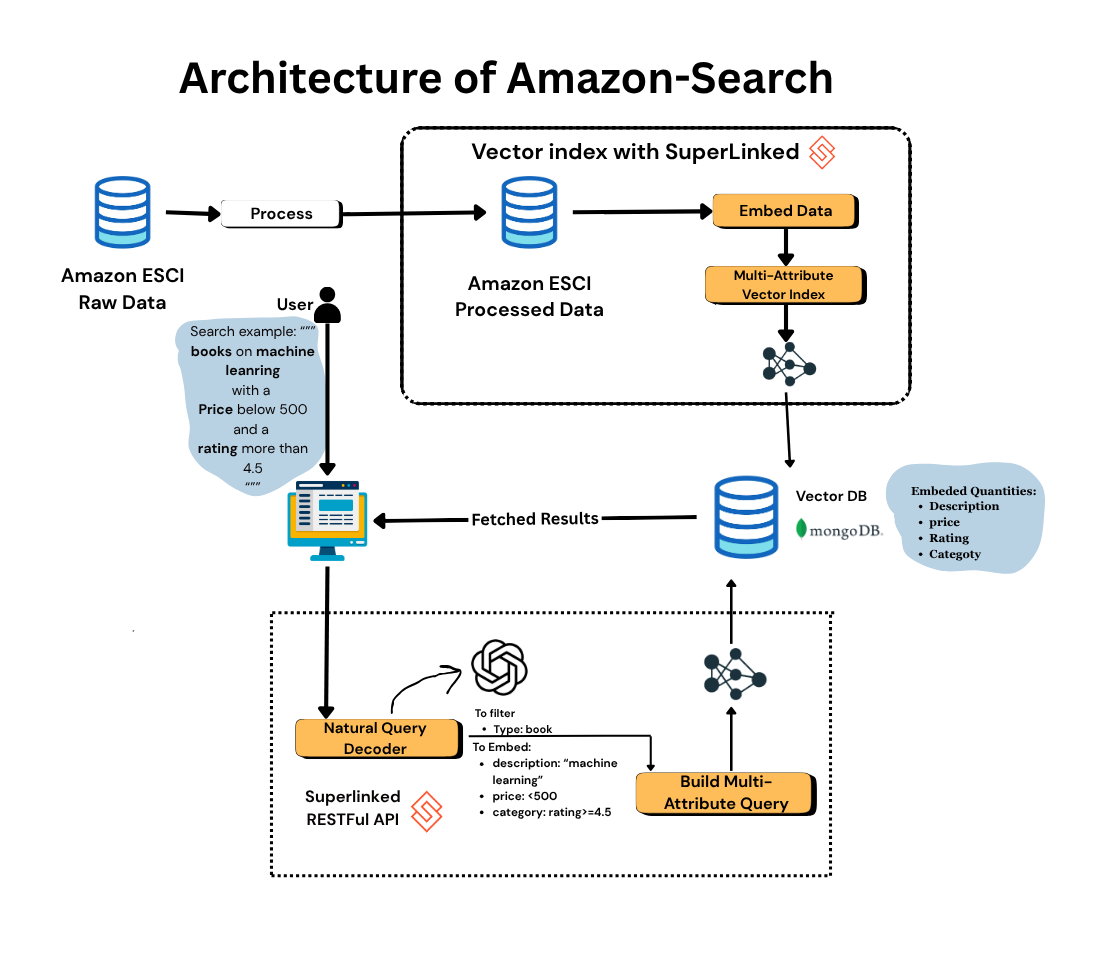 Architecture of Amazon-Search
Vector index with SuperLinked
Process
Embed Data
Amazon ESCI
Raw Data
Amazon ESCI
Processed Data
Multi-Attribute
Vector Index
User
Search example: “””
books on machine
leanring
with a
Price below 500
and a
rating more than
4.5
“””
Fetched Results
Vector DB
mongoDB.
Embeded Quantities:
• Description
• price
• Rating
• Categoty
Natural Query
Decoder
To filter
• Type: book
To Embed:
• description: “machine
learning”
• price: <500
• category: rating>=4.5
Build Multi-
Attribute Query
Superlinked
RESTFul API